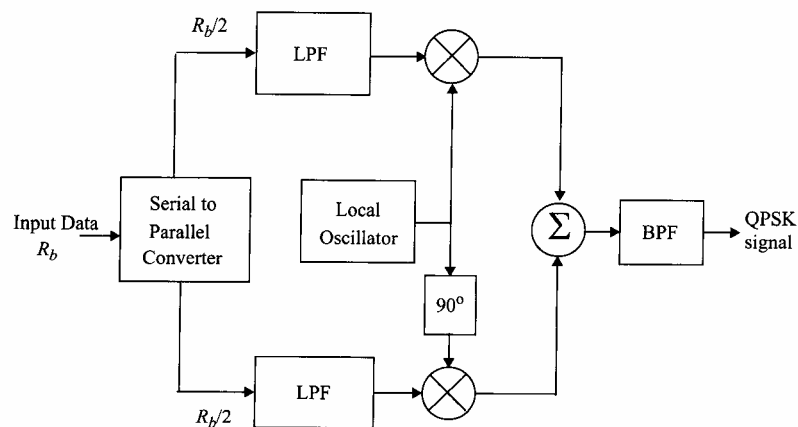 R_b/2
LPF
Serial to
Parallel
Converter
Input Data
R_b
Local
Oscillator
90°
Σ
BPF
QPSK
signal
LPF
R_b/2